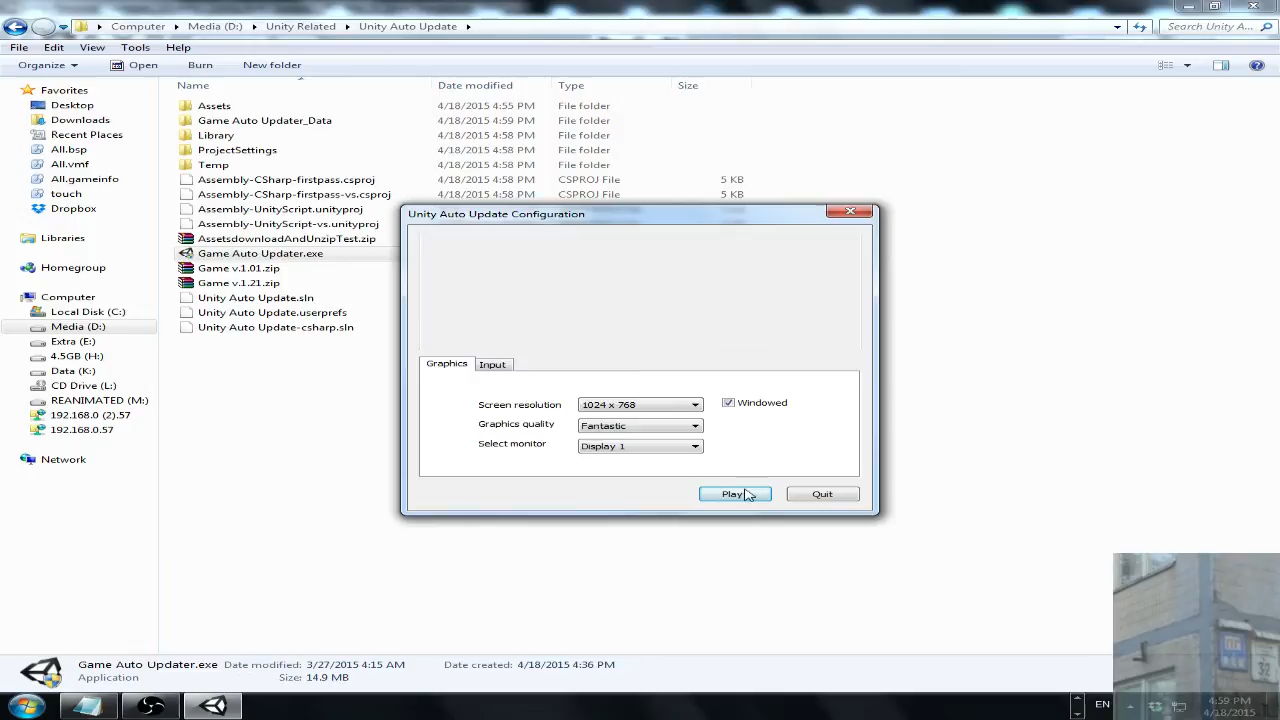 Computer ▸ Media (D:) ▸ Unity Related ▸ Unity Auto Update ▸
Search Unity A...
File Edit View Tools Help
Organize Open Burn New folder
Name Date modified Type Size
Favorites
Desktop
Downloads
Recent Places
All.bsp
All.vmf
All.gameinfo
touch
Dropbox
Libraries
Homegroup
Computer
Local Disk (C:)
Media (D:)
Extra (E:)
4.5GB (H:)
Data (K:)
CD Drive (L:)
REANIMATED (M:)
192.168.0 (2).57
192.168.0.57
Network
Assets 4/18/2015 4:55 PM File folder
Game Auto Updater_Data 4/18/2015 4:59 PM File folder
Library 4/18/2015 4:58 PM File folder
ProjectSettings 4/18/2015 4:58 PM File folder
Temp 4/18/2015 4:58 PM File folder
Assembly-CSharp-firstpass.csproj 4/18/2015 4:58 PM CSPROJ File 5 KB
Assembly-CSharp-firstpass-vs.csproj 4/18/2015 4:58 PM CSPROJ File 5 KB
Assembly-UnityScript.unityproj
Assembly-UnityScript-vs.unityproj
AssetsdownloadAndUnzipTest.zip
Game Auto Updater.exe
Game v.1.01.zip
Game v.1.21.zip
Unity Auto Update.sln
Unity Auto Update.userprefs
Unity Auto Update-csharp.sln
Unity Auto Update Configuration
Graphics Input
Screen resolution 1024 x 768 Windowed
Graphics quality Fantastic
Select monitor Display 1
Play Quit
Game Auto Updater.exe Date modified: 3/27/2015 4:15 AM Date created: 4/18/2015 4:36 PM
Application Size: 14.9 MB
32
EN
4:59 PM
4/18/2015